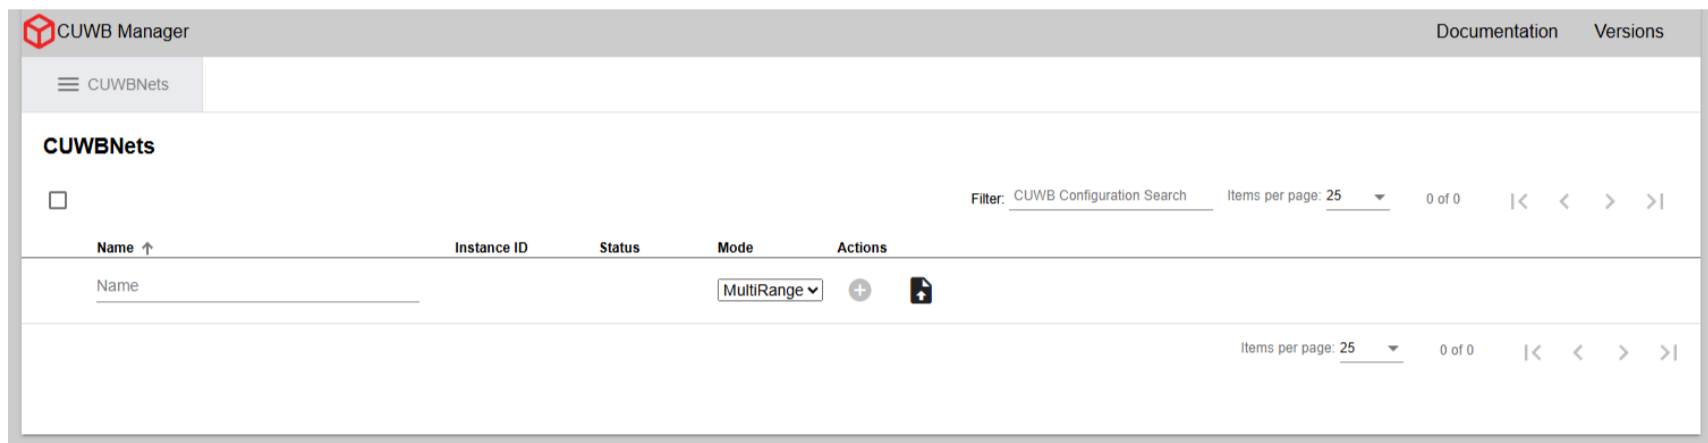 CUWB Manager Documentation Versions
CUWBNets
CUWBNets
Filter: CUWB Configuration Search Items per page: 25 0 of 0
Name Instance ID Status Mode Actions
Name MultiRange
Items per page: 25 0 of 0